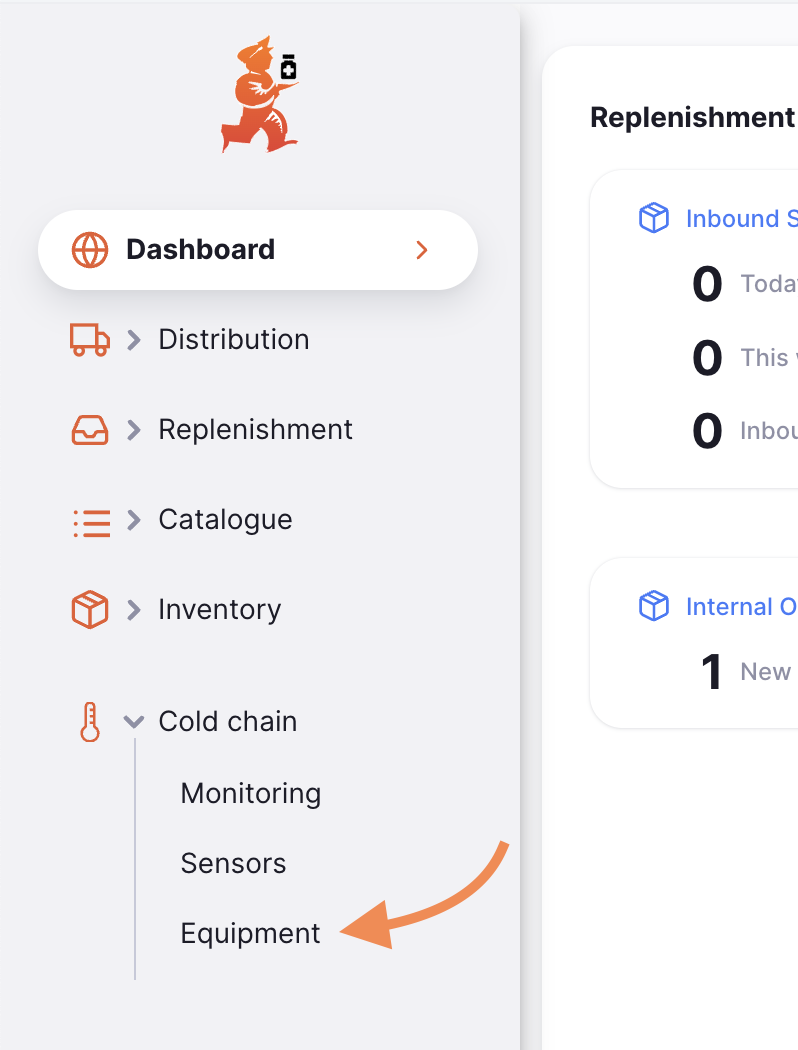 Dashboard
Distribution
Replenishment
Catalogue
Inventory
Cold chain
Monitoring
Sensors
Equipment
Replenishment
Inbound S
0 Toda
0 This
0 Inbou
Internal O
1 New